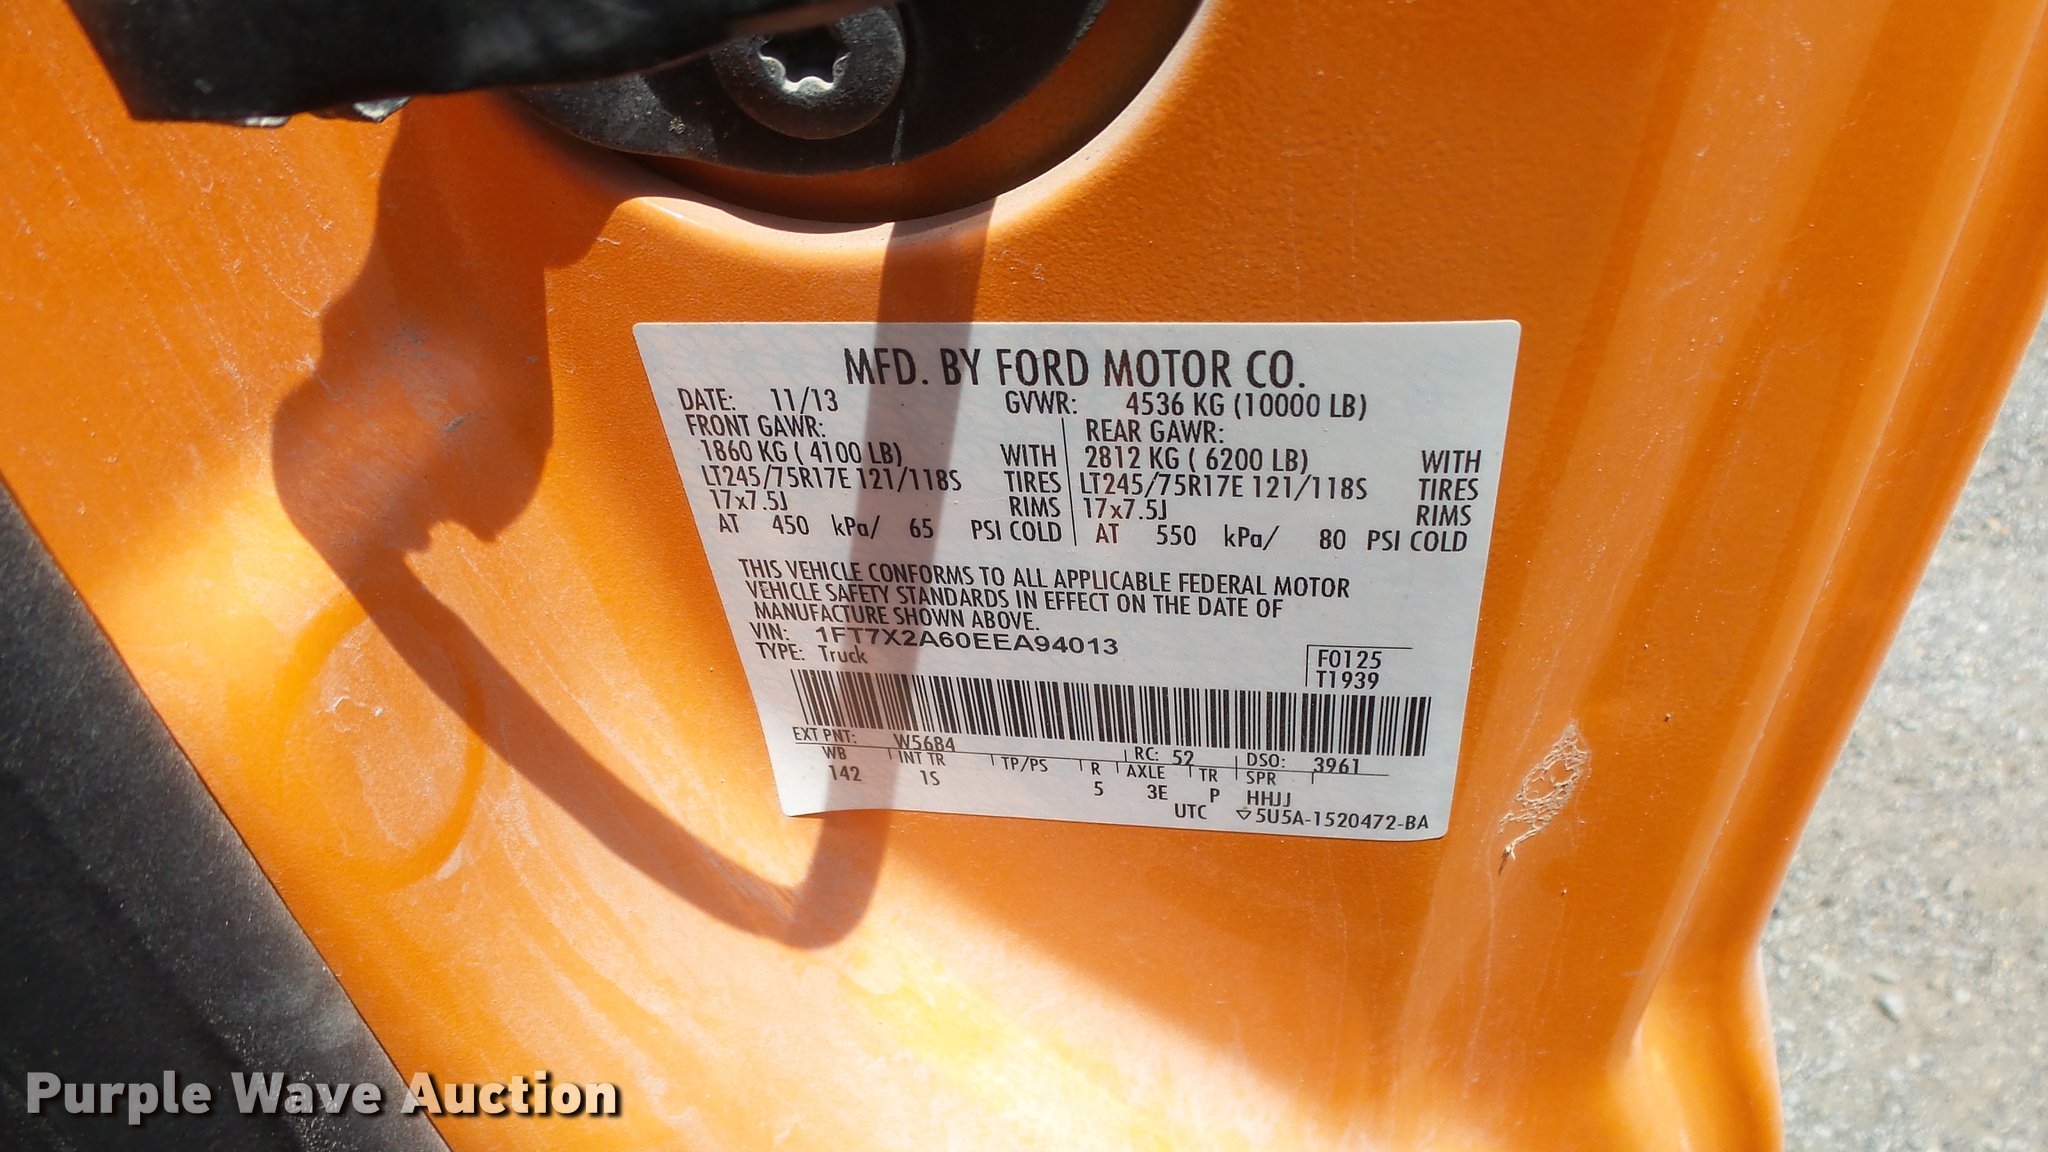 MFD. BY FORD MOTOR CO.
DATE: 11/13 GVWR: 4536 KG (10000 LB)
FRONT GAWR: REAR GAWR:
1860 KG ( 4100 LB) WITH 2812 KG ( 6200 LB) WITH
LT245/75R17E 121/118S TIRES LT245/75R17E 121/118S TIRES
17x7.5J RIMS 17x7.5J RIMS
AT 450 kPa/ 65 PSI COLD AT 550 kPa/ 80 PSI COLD
THIS VEHICLE CONFORMS TO ALL APPLICABLE FEDERAL MOTOR
VEHICLE SAFETY STANDARDS IN EFFECT ON THE DATE OF
MANUFACTURE SHOWN ABOVE.
VIN: 1FT7X2A60EEA94013
TYPE: Truck F0125
T1939
EXT PNT: W5684 RC: 52 DSO: 3961
WB INT TR TP/PS R AXLE TR SPR
142 1S 5 3E P HHJJ
UTC ▽5U5A-1520472-BA
Purple Wave Auction